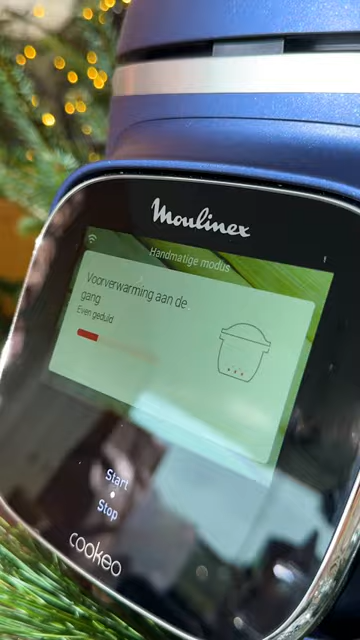 Moulinex
Handmatige modus
Voorverwarming aan de
gang
Even geduld
Start
Stop
cookeo